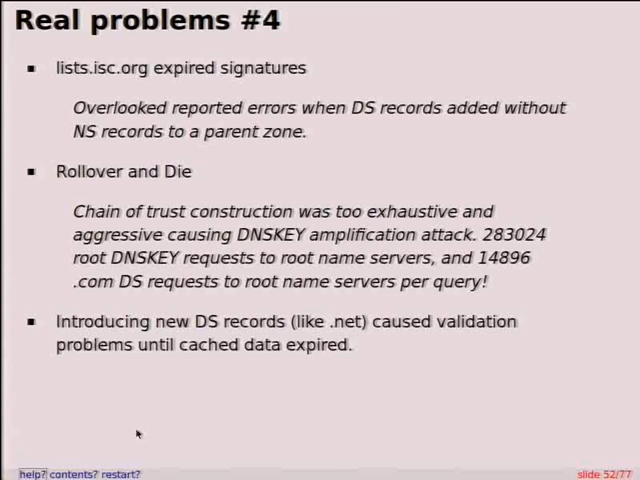 Real problems #4
lists.isc.org expired signatures
Overlooked reported errors when DS records added without
NS records to a parent zone.
Rollover and Die
Chain of trust construction was too exhaustive and
aggressive causing DNSKEY amplification attack. 283024
root DNSKEY requests to root name servers, and 14896
.com DS requests to root name servers per query!
Introducing new DS records (like .net) caused validation
problems until cached data expired.
help? contents? restart?
slide 52/77